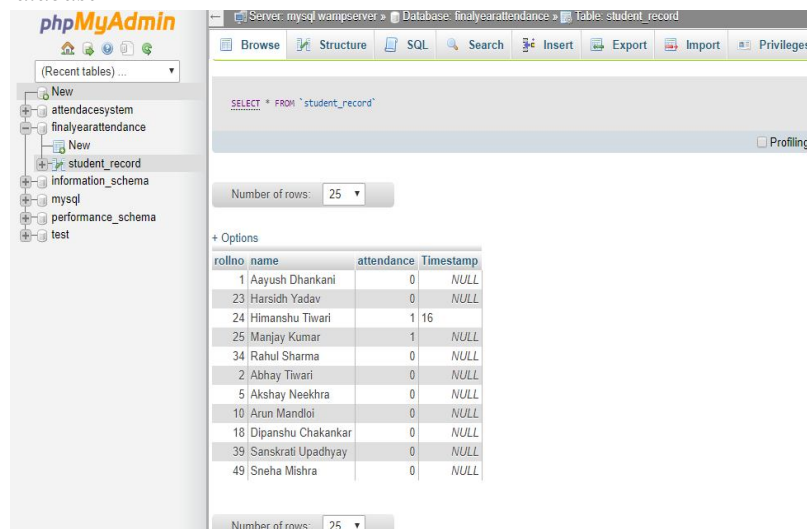 phpMyAdmin
(Recent tables) ...
New
attendacesystem
finalyearattendance
New
student_record
information_schema
mysql
performance_schema
test
Server: mysql wampserver » Database: finalyearattendance » Table: student_record
Browse Structure SQL Search Insert Export Import Privileges
SELECT * FROM `student_record`
Profiling
Number of rows: 25
+ Options
rollno name attendance Timestamp
1 Aayush Dhankani 0 NULL
23 Harsidh Yadav 0 NULL
24 Himanshu Tiwari 1 16
25 Manjay Kumar 1 NULL
34 Rahul Sharma 0 NULL
2 Abhay Tiwari 0 NULL
5 Akshay Neekhra 0 NULL
10 Arun Mandloi 0 NULL
18 Dipanshu Chakankar 0 NULL
39 Sanskrati Upadhyay 0 NULL
49 Sneha Mishra 0 NULL
Number of rows: 25